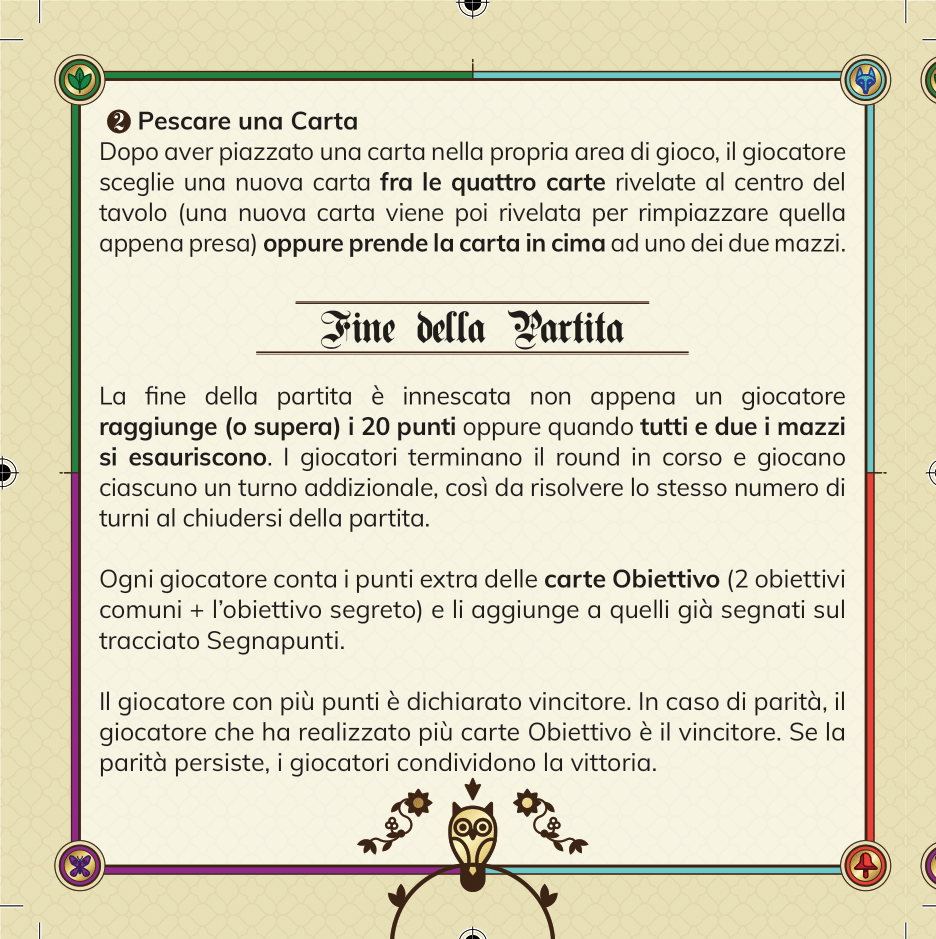 2 Pescare una Carta
Dopo aver piazzato una carta nella propria area di gioco, il giocatore
sceglie una nuova carta fra le quattro carte rivelate al centro del
tavolo (una nuova carta viene poi rivelata per rimpiazzare quella
appena presa) oppure prende la carta in cima ad uno dei due mazzi.
Fine della Partita
La fine della partita è innescata non appena un giocatore
raggiunge (o supera) i 20 punti oppure quando tutti e due i mazzi
si esauriscono. I giocatori terminano il round in corso e giocano
ciascuno un turno addizionale, così da risolvere lo stesso numero di
turni al chiudersi della partita.
Ogni giocatore conta i punti extra delle carte Obiettivo (2 obiettivi
comuni + l'obiettivo segreto) e li aggiunge a quelli già segnati sul
tracciato Segnapunti.
Il giocatore con più punti è dichiarato vincitore. In caso di parità, il
giocatore che ha realizzato più carte Obiettivo è il vincitore. Se la
parità persiste, i giocatori condividono la vittoria.